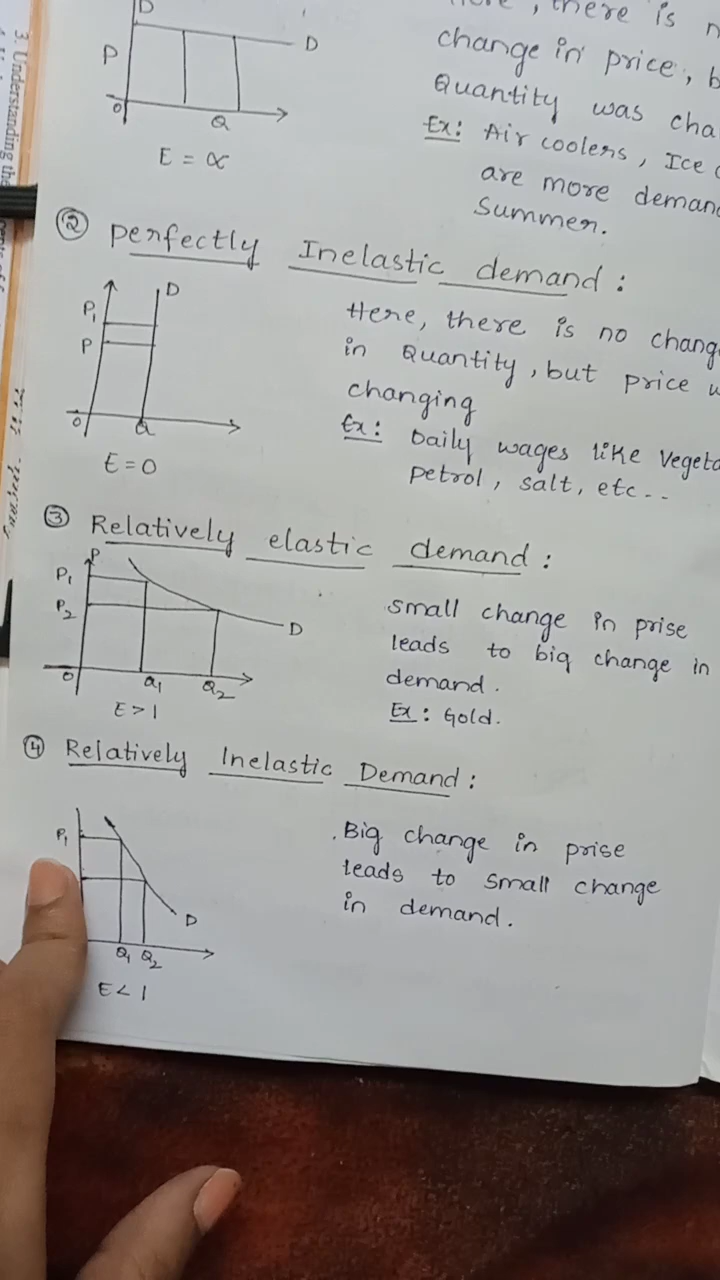 there is
change in price,
Quantity was
Ex: Air coolers, Ice
are more
Summer.
D
P
D
O
Q
E = ∝
② Perfectly Inelastic demand:
P₁
P
D
O
Q
E = 0
Here, there is no
in Quantity, but price
changing
Ex: Daily wages like
petrol, salt, etc..
③ Relatively elastic demand:
P
P₁
P₂
D
O
Q₁ Q₂
E > 1
small change in prise
leads to big change in
demand.
Ex: Gold.
④ Relatively Inelastic Demand:
P₁
D
Q₁ Q₂
E < 1
.Big change in prise
leads to small change
in demand.
3. Understanding the